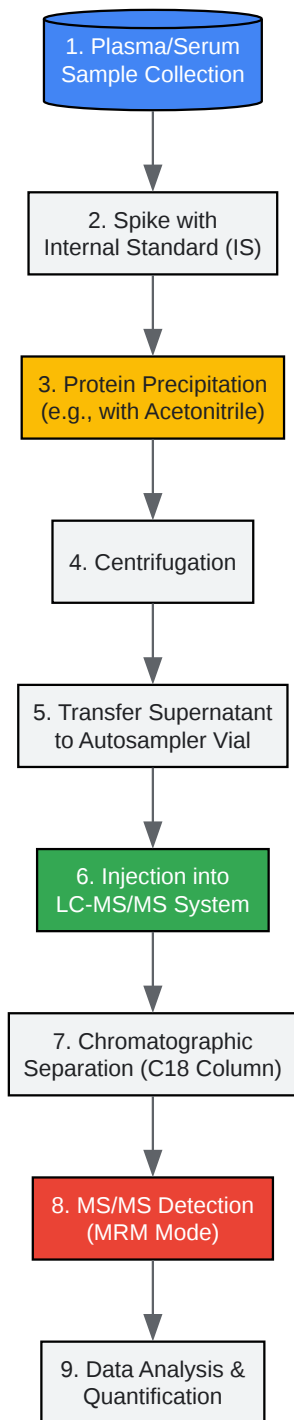 1. Plasma/Serum
Sample Collection
2. Spike with
Internal Standard (IS)
3. Protein Precipitation
(e.g., with Acetonitrile)
4. Centrifugation
5. Transfer Supernatant
to Autosampler Vial
6. Injection into
LC-MS/MS System
7. Chromatographic
Separation (C18 Column)
8. MS/MS Detection
(MRM Mode)
9. Data Analysis &
Quantification